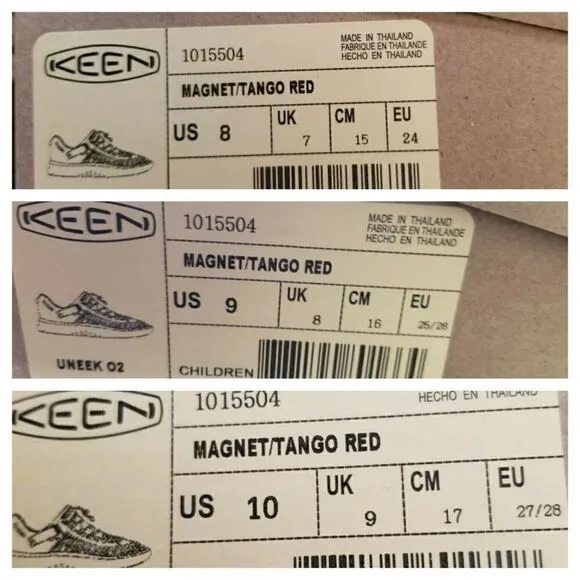 KEEN
1015504
MADE IN THAILAND
FABRIQUE EN THAILANDE
HECHO EN THAILAND
MAGNET/TANGO RED
US 8
UK 7
CM 15
EU 24
KEEN
1015504
MADE IN THAILAND
FABRIQUE EN THAILANDE
HECHO EN THAILAND
MAGNET/TANGO RED
US 9
UK 8
CM 16
EU 25/26
UNEEK O2
CHILDREN
KEEN
1015504
HECHO EN THAILAND
MAGNET/TANGO RED
US 10
UK 9
CM 17
EU 27/28